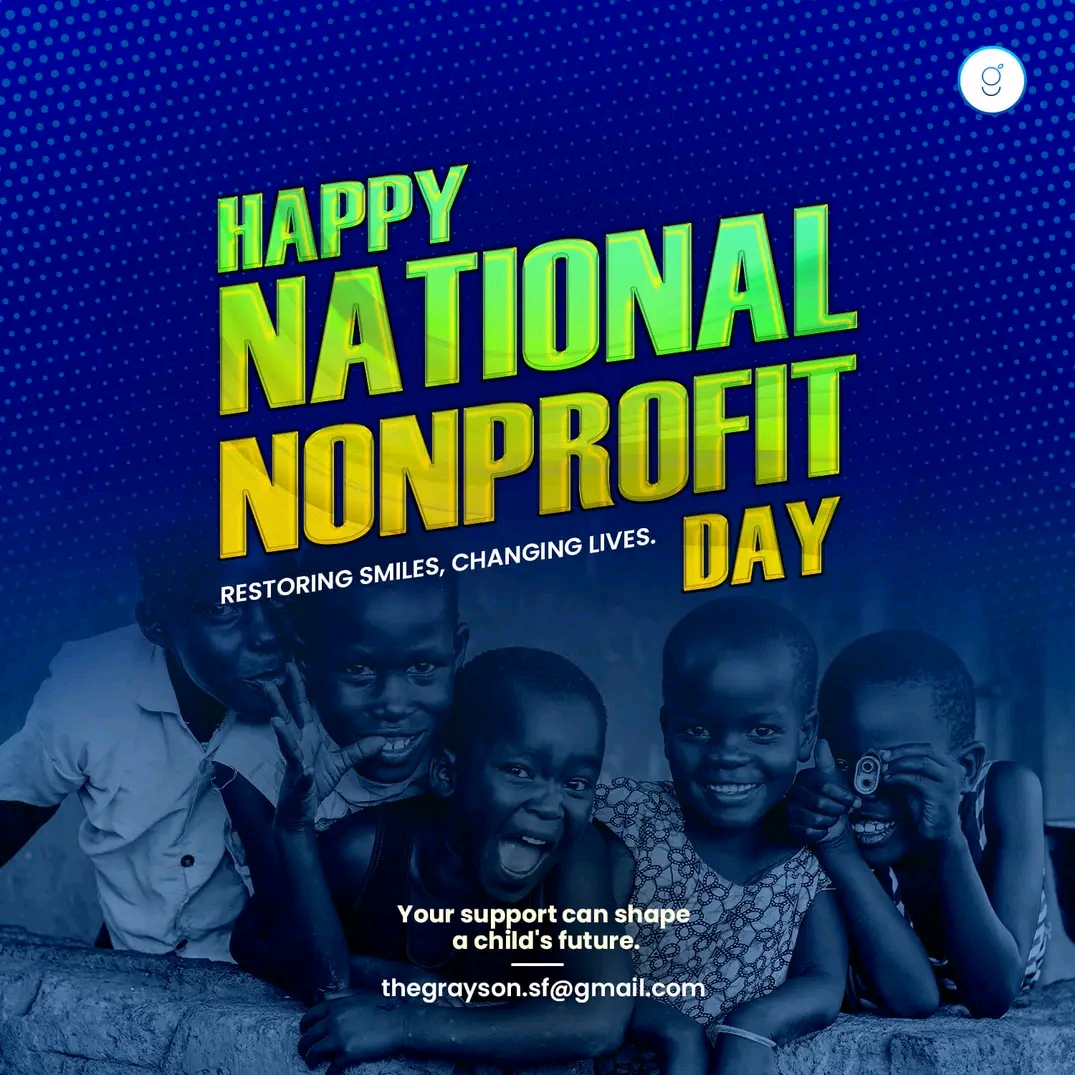 HAPPY
NATIONAL
NONPROFIT
DAY
RESTORING SMILES, CHANGING LIVES.
Your support can shape
a child's future.
thegrayson.sf@gmail.com